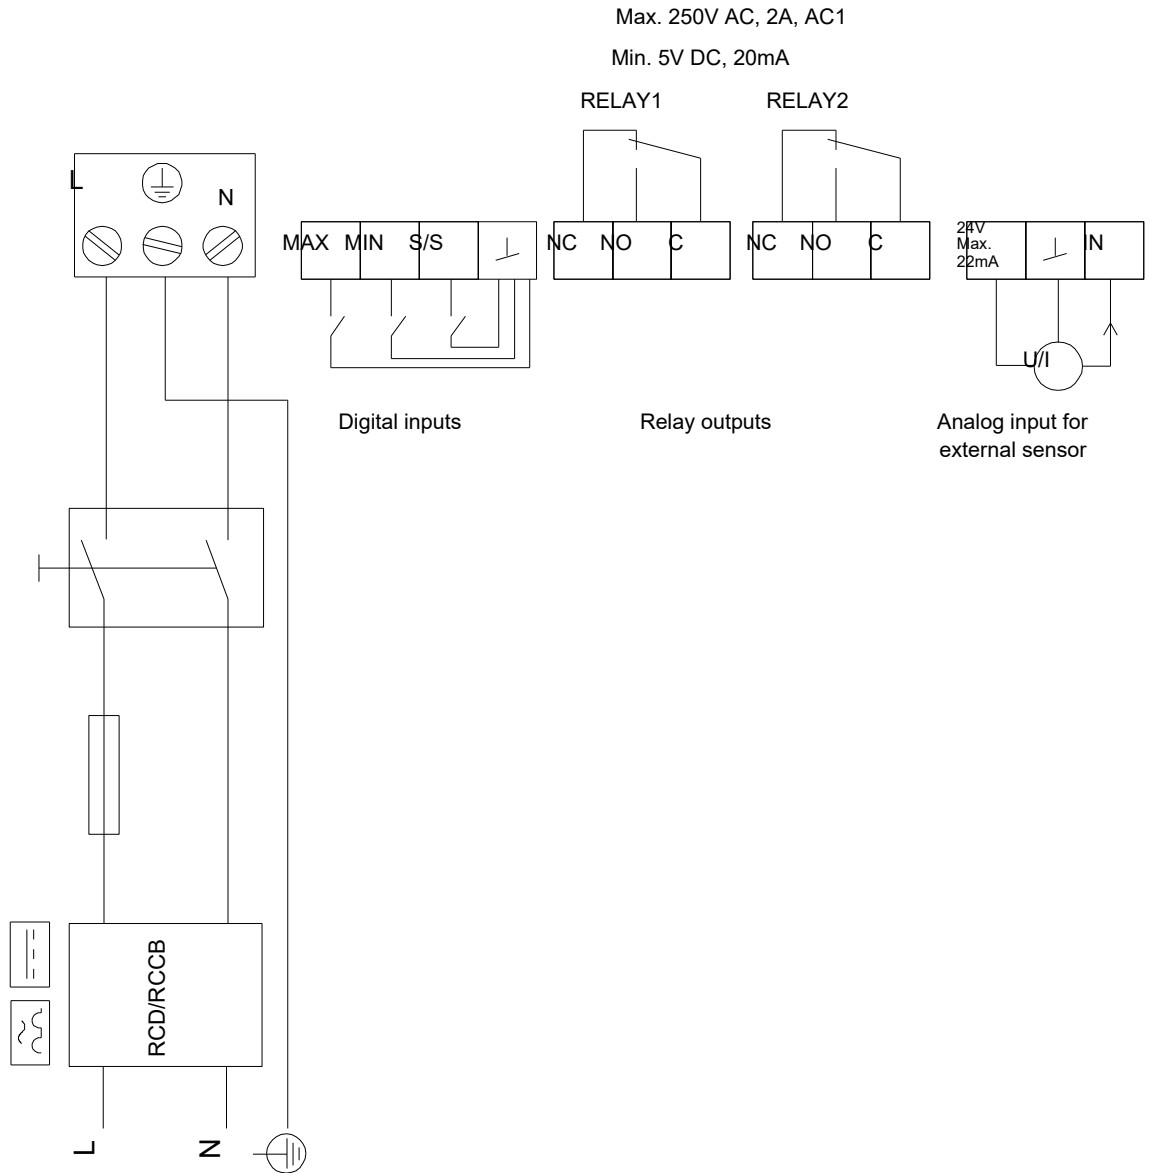 Max. 250V AC, 2A, AC1
Min. 5V DC, 20mA
RELAY1 RELAY2
L
N
MAX MIN S/S NC NO C NC NO C IN
24V
Max.
22mA
U/I
Digital inputs Relay outputs Analog input for
external sensor
RCD/RCCB
L N